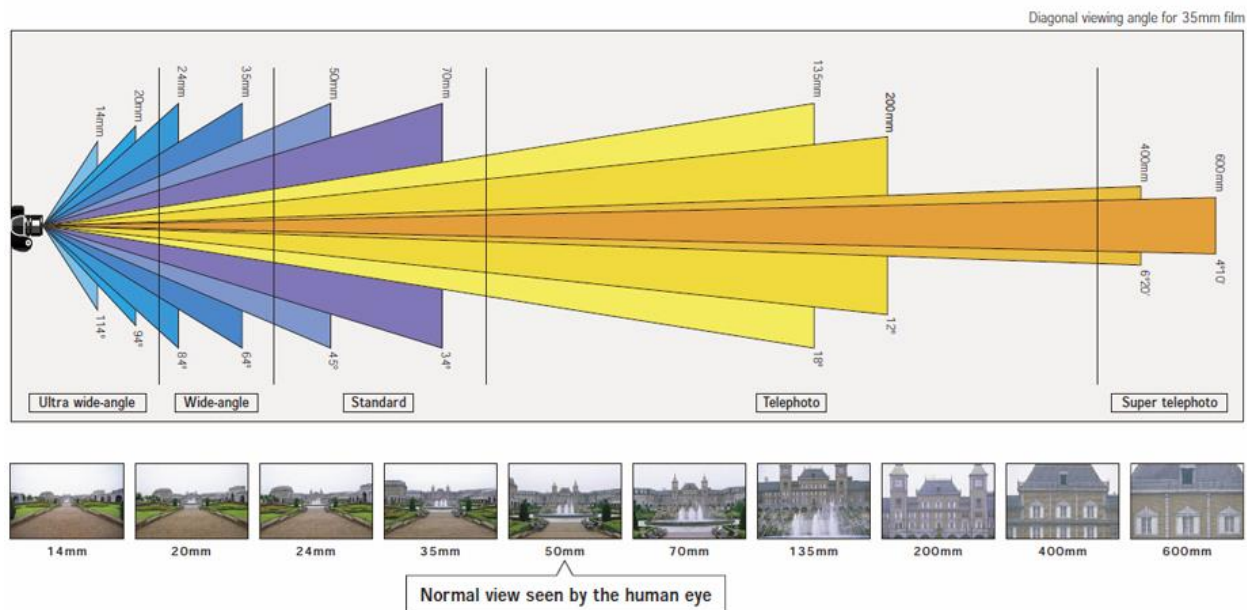 Diagonal viewing angle for 35mm film
14mm
20mm
24mm
35mm
50mm
70mm
135mm
200mm
400mm
600mm
114°
94°
84°
64°
45°
34°
18°
12°
6°20'
4°10'
Ultra wide-angle
Wide-angle
Standard
Telephoto
Super telephoto
14mm
20mm
24mm
35mm
50mm
70mm
135mm
200mm
400mm
600mm
Normal view seen by the human eye